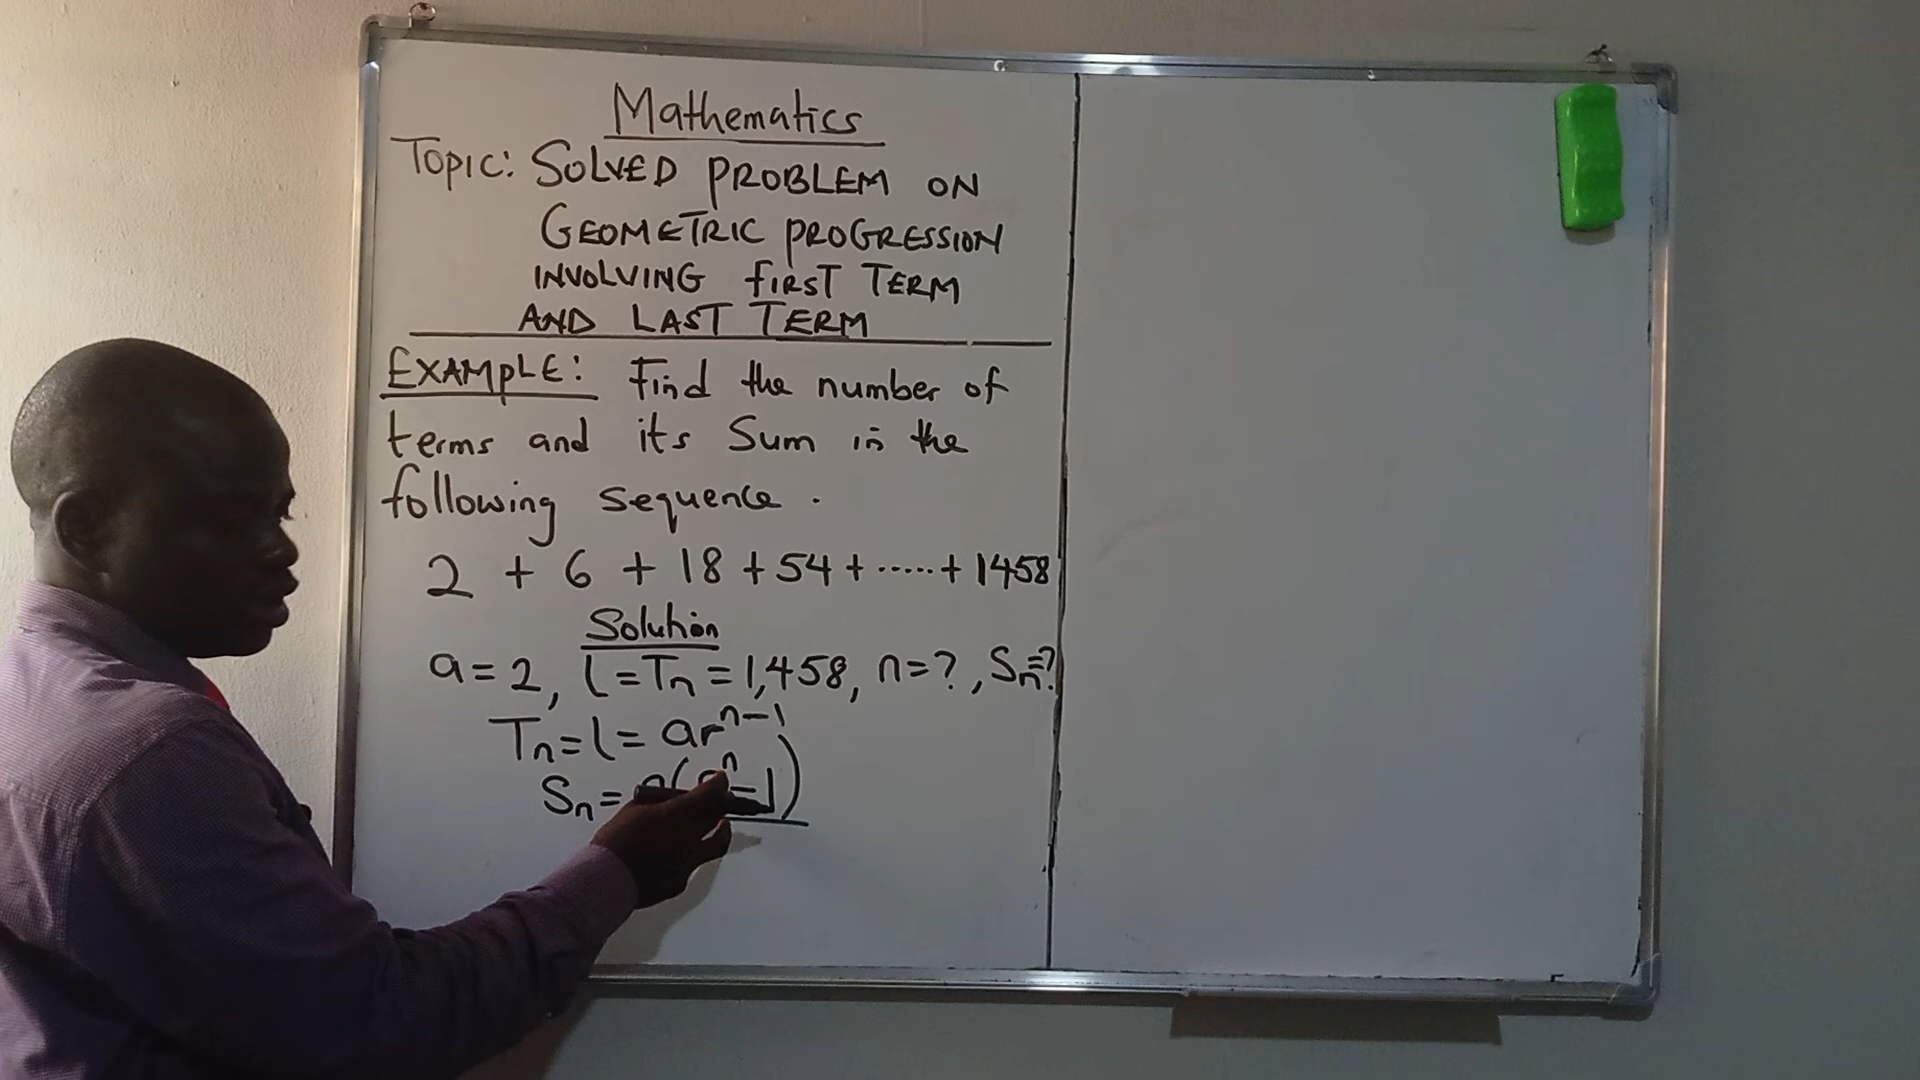 Mathematics
TOPIC: SOLVED PROBLEM ON
GEOMETRIC PROGRESSION
INVOLVING FIRST TERM
AND LAST TERM
EXAMPLE: Find the number of
terms and its Sum in the
following sequence.
2 + 6 + 18 + 54 + ..... + 1458
Solution
a = 2, l = Tn = 1,458, n = ?, Sn = ?
Tn = l = ar^n-1
Sn = ( ^n - 1)